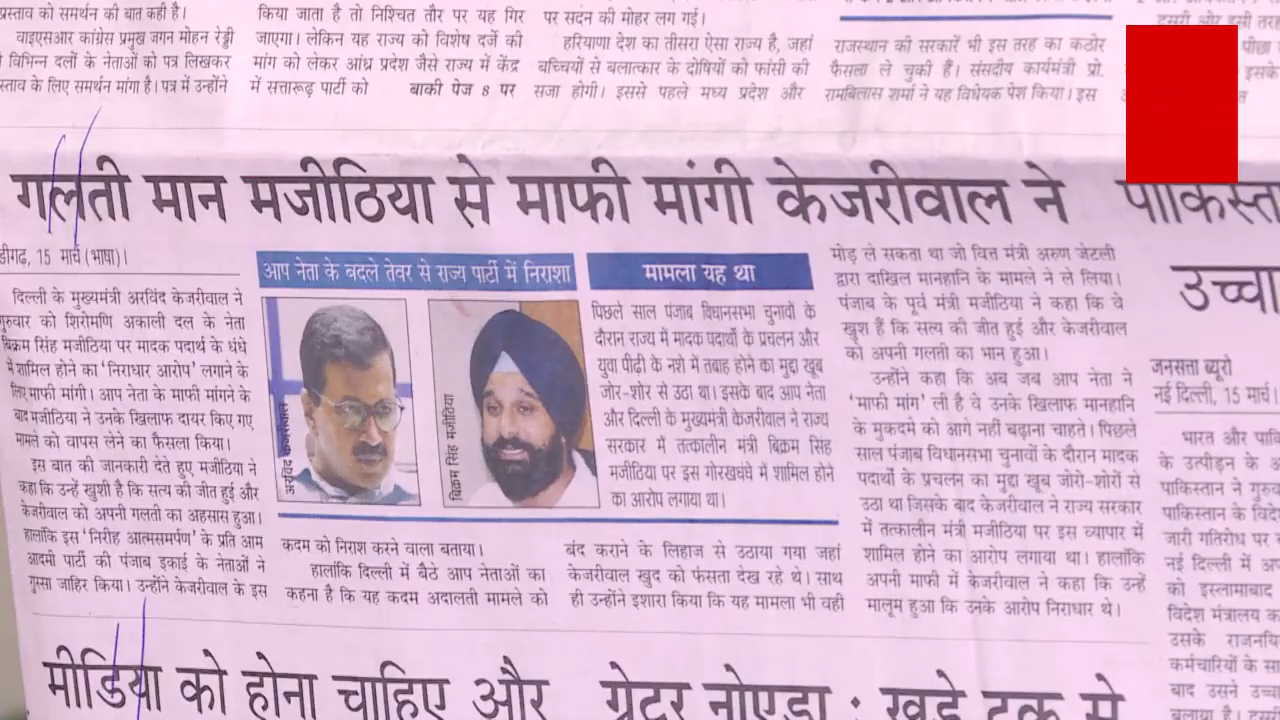 प्रस्ताव को समर्थन की बात कही है।
वाइएसआर कांग्रेस प्रमुख जगन मोहन रेड्डी
विभिन्न दलों के नेताओं को पत्र लिखकर
के लिए समर्थन मांगा है। पत्र में उन्होंने
किया जाता है तो निश्चित तौर पर यह गिर
जाएगा। लेकिन यह राज्य को विशेष दर्जे की
मांग को लेकर आंध्र प्रदेश जैसे राज्य में केंद्र
में सत्तारूढ़ पार्टी को बाकी पेज 8 पर
पर सदन की मोहर लग गई।
हरियाणा देश का तीसरा ऐसा राज्य है, जहां
बच्चियों से बलात्कार के दोषियों को फांसी की
सजा होगी। इससे पहले मध्य प्रदेश और
राजस्थान की सरकारें भी इस तरह का कठोर
फैसला ले चुकी हैं। संसदीय कार्यमंत्री प्रो.
रामबिलास शर्मा ने यह विधेयक पेश किया। इस
गलती मान मजीठिया से माफी मांगी केजरीवाल ने
डीगढ़, 15 मार्च (भाषा)।
दिल्ली के मुख्यमंत्री अरविंद केजरीवाल ने
गुरुवार को शिरोमणि अकाली दल के नेता
बिक्रम सिंह मजीठिया पर मादक पदार्थ के धंधे
में शामिल होने का ‘निराधार आरोप’ लगाने के
लिए माफी मांगी। आप नेता के माफी मांगने के
बाद मजीठिया ने उनके खिलाफ दायर किए गए
मामले को वापस लेने का फैसला किया।
इस बात की जानकारी देते हुए मजीठिया ने
कहा कि उन्हें खुशी है कि सत्य की जीत हुई और
केजरीवाल को अपनी गलती का अहसास हुआ।
हालांकि इस ‘निरीह आत्मसमर्पण’ के प्रति आम
आदमी पार्टी की पंजाब इकाई के नेताओं ने
गुस्सा जाहिर किया। उन्होंने केजरीवाल के इस
आप नेता के बदले तेवर से राज्य पार्टी में निराशा
अरविंद केजरीवाल
बिक्रम सिंह मजीठिया
मामला यह था
पिछले साल पंजाब विधानसभा चुनावों के
दौरान राज्य में मादक पदार्थों के प्रचलन और
युवा पीढ़ी के नशे में तबाह होने का मुद्दा खूब
जोर-शोर से उठा था। इसके बाद आप नेता
और दिल्ली के मुख्यमंत्री केजरीवाल ने राज्य
सरकार में तत्कालीन मंत्री बिक्रम सिंह
मजीठिया पर इस गोरखधंधे में शामिल होने
का आरोप लगाया था।
कदम को निराश करने वाला बताया।
हालांकि दिल्ली में बैठे आप नेताओं का
कहना है कि यह कदम अदालती मामले को
बंद कराने के लिहाज से उठाया गया जहां
केजरीवाल खुद को फंसता देख रहे थे। साथ
ही उन्होंने इशारा किया कि यह मामला भी वही
मोड़ ले सकता था जो वित्त मंत्री अरुण जेटली
द्वारा दाखिल मानहानि के मामले ने ले लिया।
पंजाब के पूर्व मंत्री मजीठिया ने कहा कि वे
खुश हैं कि सत्य की जीत हुई और केजरीवाल
को अपनी गलती का भान हुआ।
उन्होंने कहा कि अब जब आप नेता ने
‘माफी मांग’ ली है वे उनके खिलाफ मानहानि
के मुकदमे को आगे नहीं बढ़ाना चाहते। पिछले
साल पंजाब विधानसभा चुनावों के दौरान मादक
पदार्थों के प्रचलन का मुद्दा खूब जोरो-शोरों से
उठा था जिसके बाद केजरीवाल ने राज्य सरकार
में तत्कालीन मंत्री मजीठिया पर इस व्यापार में
शामिल होने का आरोप लगाया था। हालांकि
अपनी माफी में केजरीवाल ने कहा कि उन्हें
मालूम हुआ कि उनके आरोप निराधार थे।
उच्चा
जनसत्ता ब्यूरो
नई दिल्ली, 15 मार्च।
भारत और
के उत्पीड़न के
पाकिस्तान ने
पाकिस्तान के
जारी गतिरोध पर
नई दिल्ली में
को इस्लामाबाद
विदेश मंत्रालय
उसके
कर्मचारियों के
बाद उसने
मीडिया को होना चाहिए और
ग्रेटर नोएडा : खड़े ट्रक से